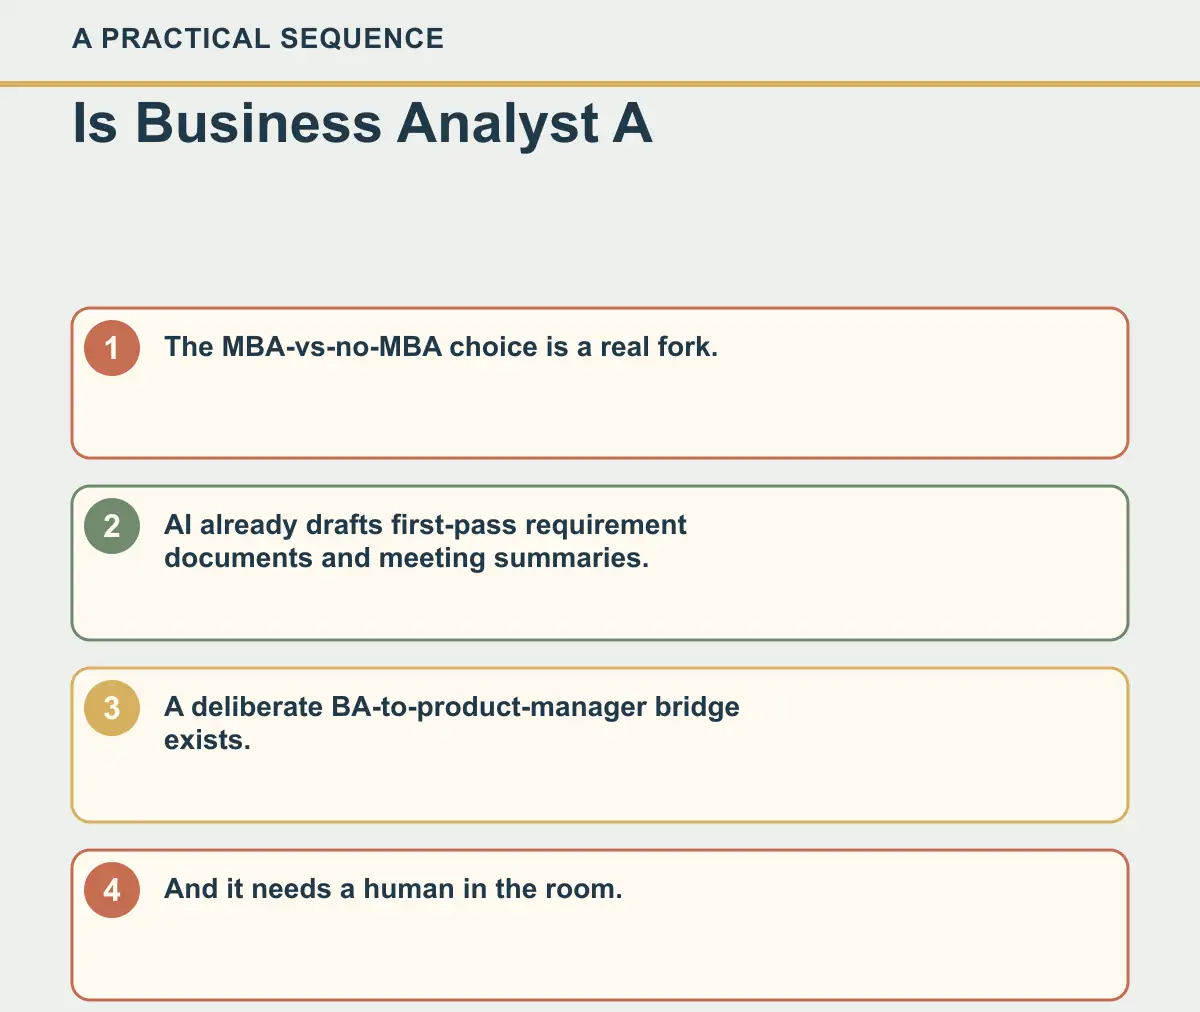 A PRACTICAL SEQUENCE
Is Business Analyst A
1
The MBA-vs-no-MBA choice is a real fork.
2
AI already drafts first-pass requirement
documents and meeting summaries.
3
A deliberate BA-to-product-manager bridge
exists.
4
And it needs a human in the room.